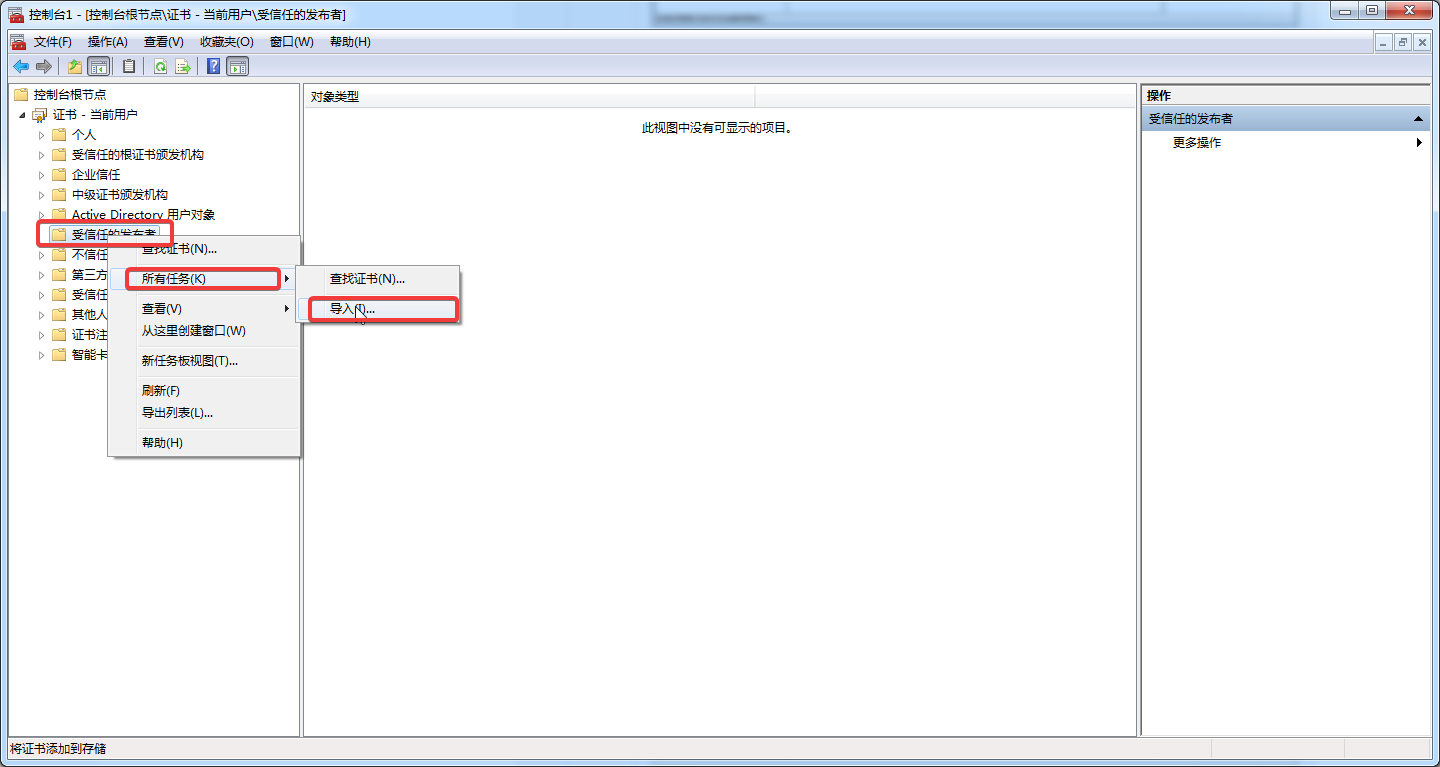 控制台1 - [控制台根节点\证书 - 当前用户\受信任的发布者]
文件(F) 操作(A) 查看(V) 收藏夹(O) 窗口(W) 帮助(H)
控制台根节点
证书 - 当前用户
个人
受信任的根证书颁发机构
企业信任
中级证书颁发机构
Active Directory 用户对象
受信任的发布者
不信任
第三方
受信任
其他人
证书注
智能卡
查找证书(N)...
所有任务(K)
查看(V)
从这里创建窗口(W)
新任务板视图(T)...
刷新(F)
导出列表(L)...
帮助(H)
查找证书(N)...
导入(I)...
对象类型
此视图中没有可显示的项目。
操作
受信任的发布者
更多操作
将证书添加到存储